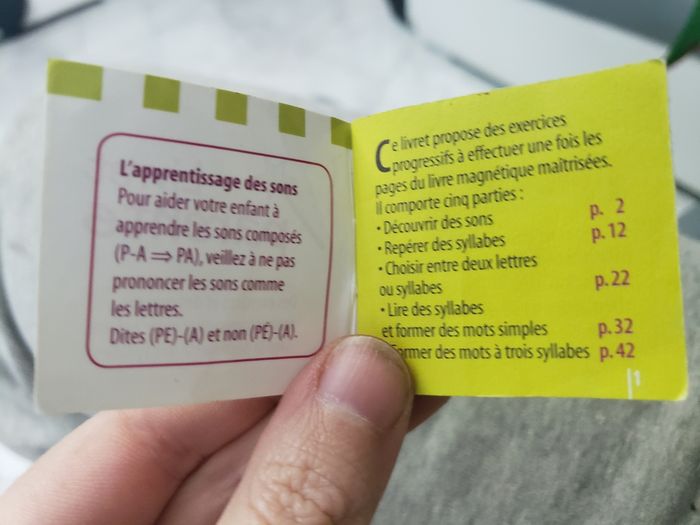 L'apprentissage des sons
Pour aider votre enfant à
apprendre les sons composés
(P-A ⟹ PA), veillez à ne pas
prononcer les sons comme
les lettres.
Dites (PE)-(A) et non (PÉ)-(A).
Ce livret propose des exercices
progressifs à effectuer une fois les
pages du livre magnétique maîtrisées.
Il comporte cinq parties :
• Découvrir des sons p. 2
• Repérer des syllabes p. 12
• Choisir entre deux lettres
ou syllabes p. 22
• Lire des syllabes
et former des mots simples p. 32
Former des mots à trois syllabes p. 42
1